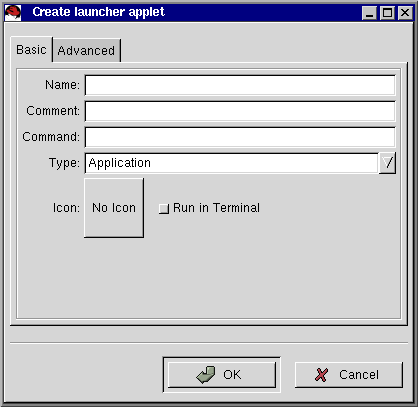 Create launcher applet
Basic Advanced
Name:
Comment:
Command:
Type: Application
Icon: No Icon Run in Terminal
OK Cancel